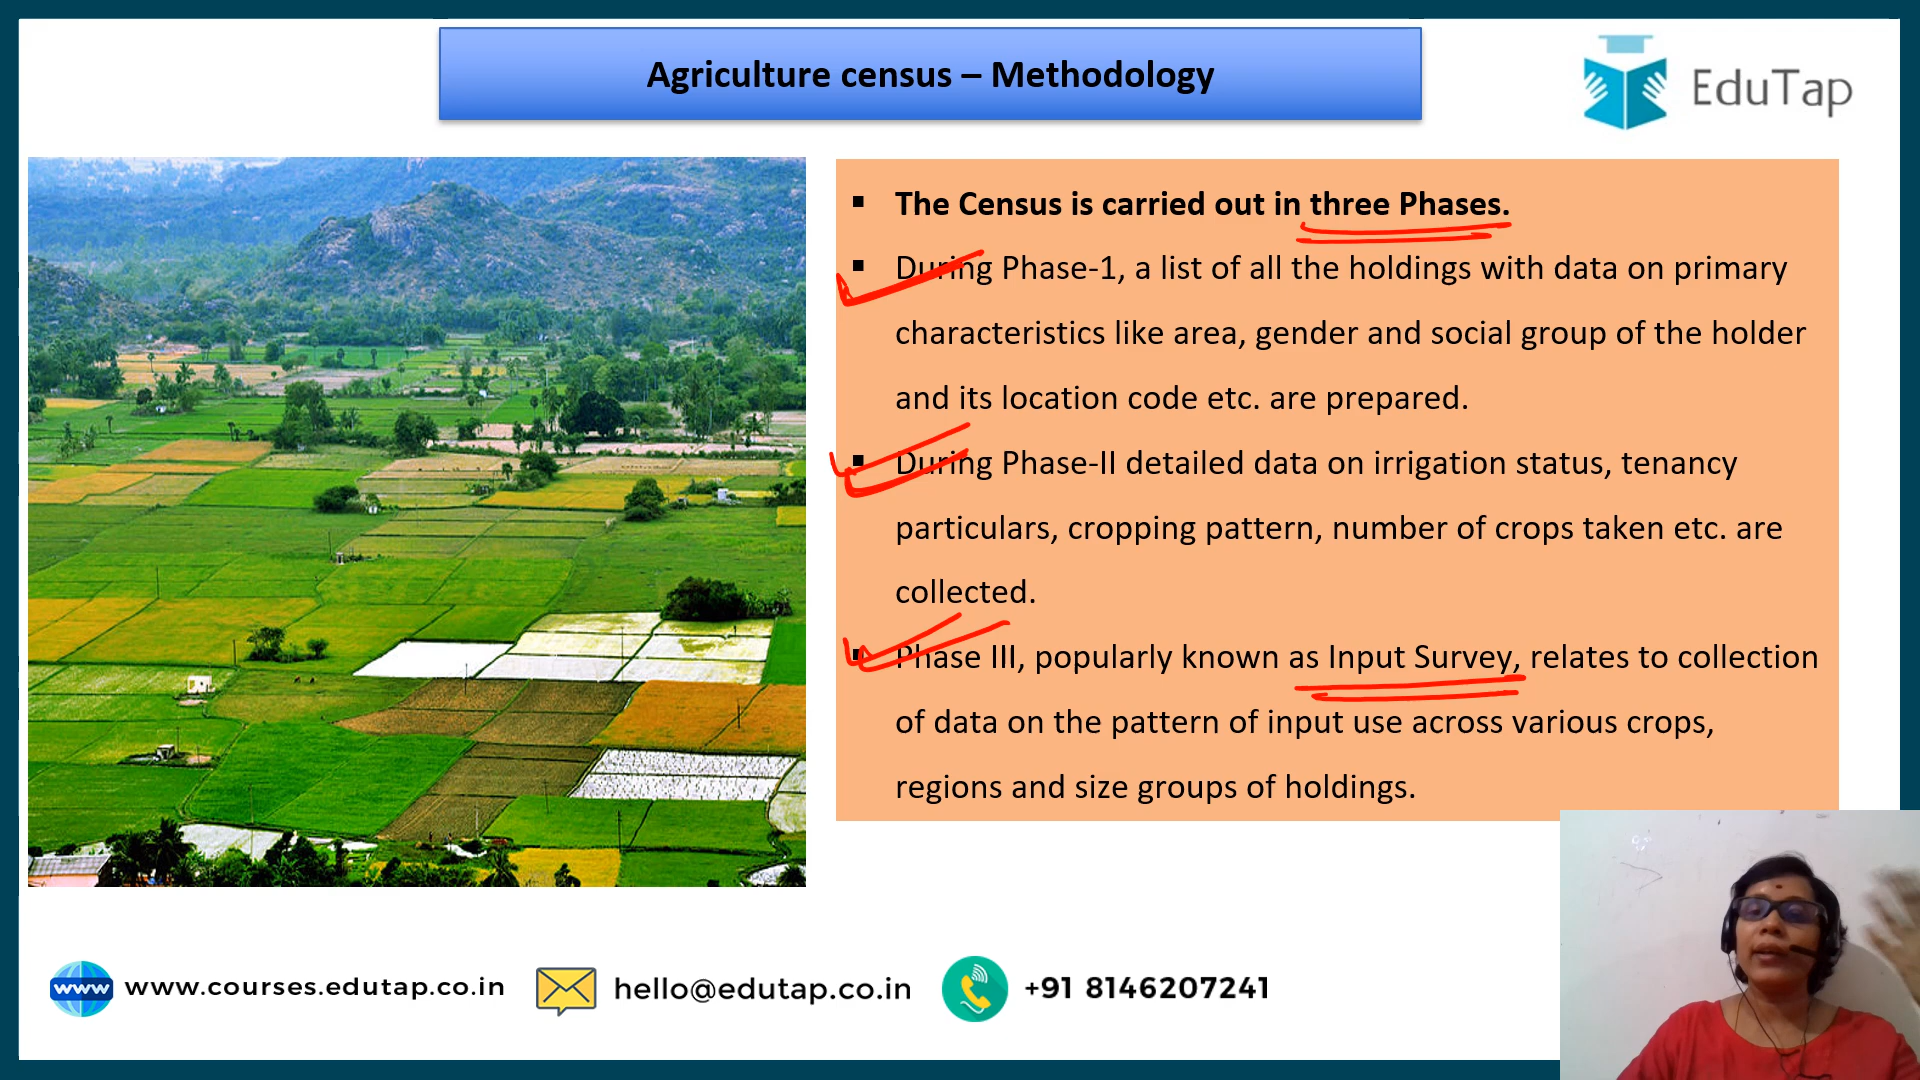 Agriculture census – Methodology
EduTap
▪ The Census is carried out in three Phases.
▪ During Phase-1, a list of all the holdings with data on primary
characteristics like area, gender and social group of the holder
and its location code etc. are prepared.
▪ During Phase-II detailed data on irrigation status, tenancy
particulars, cropping pattern, number of crops taken etc. are
collected.
▪ Phase III, popularly known as Input Survey, relates to collection
of data on the pattern of input use across various crops,
regions and size groups of holdings.
www www.courses.edutap.co.in hello@edutap.co.in +91 8146207241